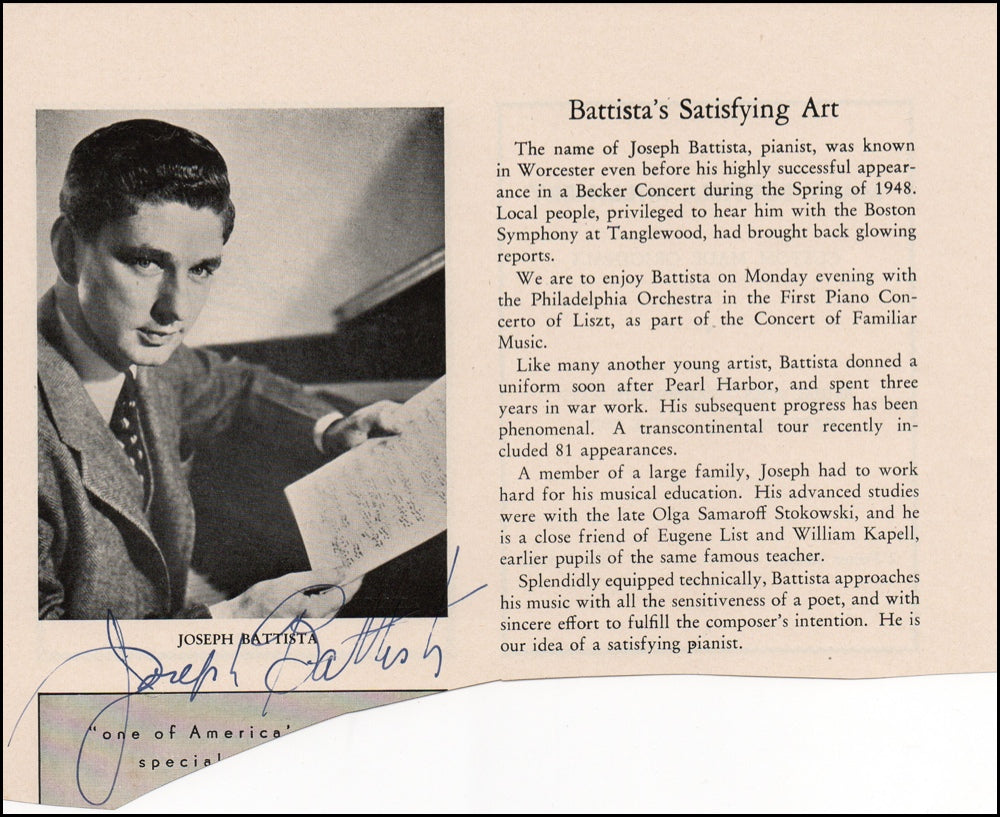 Battista's Satisfying Art
The name of Joseph Battista, pianist, was known
in Worcester even before his highly successful appear-
ance in a Becker Concert during the Spring of 1948.
Local people, privileged to hear him with the Boston
Symphony at Tanglewood, had brought back glowing
reports.
We are to enjoy Battista on Monday evening with
the Philadelphia Orchestra in the First Piano Con-
certo of Liszt, as part of the Concert of Familiar
Music.
Like many another young artist, Battista donned a
uniform soon after Pearl Harbor, and spent three
years in war work. His subsequent progress has been
phenomenal. A transcontinental tour recently in-
cluded 81 appearances.
A member of a large family, Joseph had to work
hard for his musical education. His advanced studies
were with the late Olga Samaroff Stokowski, and he
is a close friend of Eugene List and William Kapell,
earlier pupils of the same famous teacher.
Splendidly equipped technically, Battista approaches
his music with all the sensitiveness of a poet, and with
sincere effort to fulfill the composer's intention. He is
our idea of a satisfying pianist.
JOSEPH BATTISTA
Joseph Battista
"one of America'
special